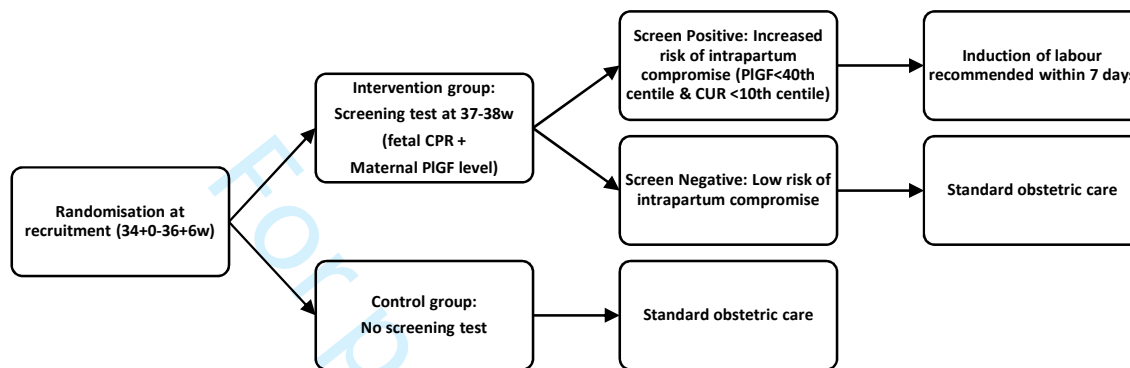 Randomisation at
recruitment (34+0-36+6w)
Intervention group:
Screening test at 37-38w
(fetal CPR +
Maternal PlGF level)
Screen Positive: Increased
risk of intrapartum
compromise (PlGF<40th
centile & CUR <10th centile)
Induction of labour
recommended within 7 days
Screen Negative: Low risk of
intrapartum compromise
Standard obstetric care
Control group:
No screening test
Standard obstetric care
For p